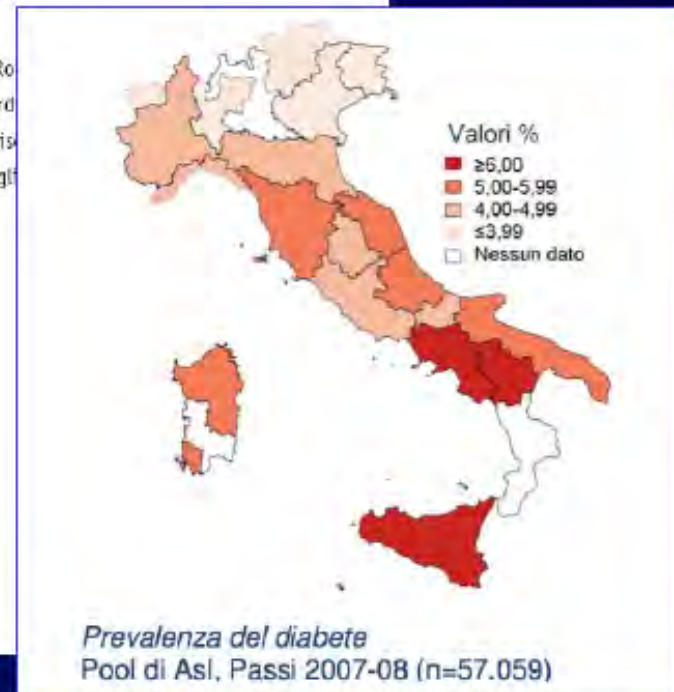 Valori %
≥6,00
5,00-5,99
4,00-4,99
≤3,99
Nessun dato
Prevalenza del diabete
Pool di Asl, Passi 2007-08 (n=57.059)